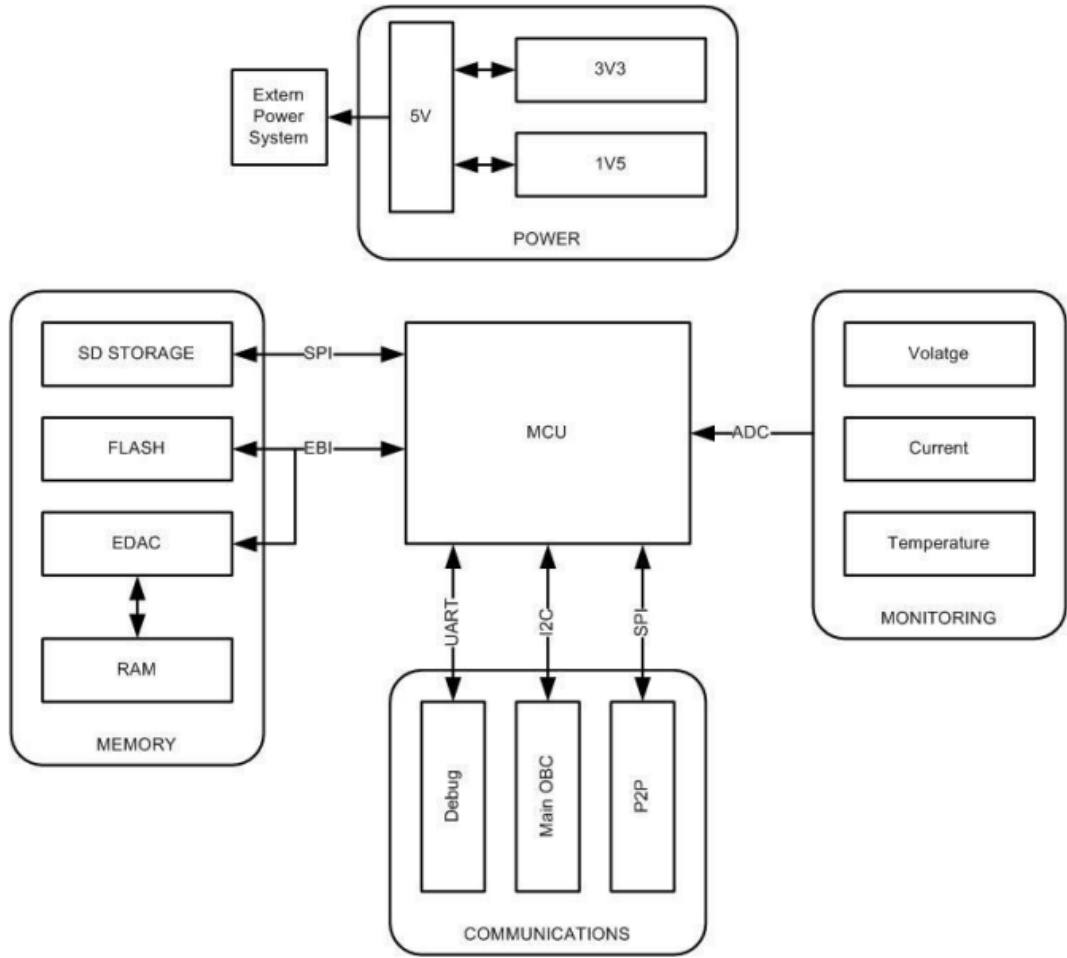 Extern
Power
System
5V
3V3
1V5
POWER
SD STORAGE
FLASH
EDAC
RAM
MEMORY
SPI
EBI
MCU
ADC
Volatge
Current
Temperature
MONITORING
UART
I2C
SPI
Debug
Main OBC
P2P
COMMUNICATIONS